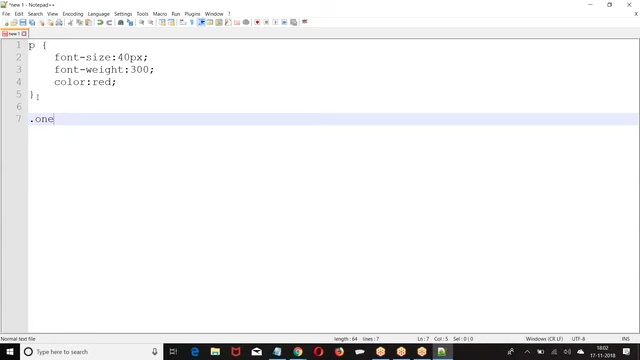 *new 1 - Notepad++
File Edit Search View Encoding Language Settings Tools Macro Run Plugins Window ?
new 1
1 p {
2 font-size:40px;
3 font-weight:300;
4 color:red;
5 }
6
7 .one
Normal text file length : 64 lines : 7 Ln : 7 Col : 5 Sel : 0 | 0 Windows (CR LF) UTF-8 INS
Type here to search
18:02
17-11-2018